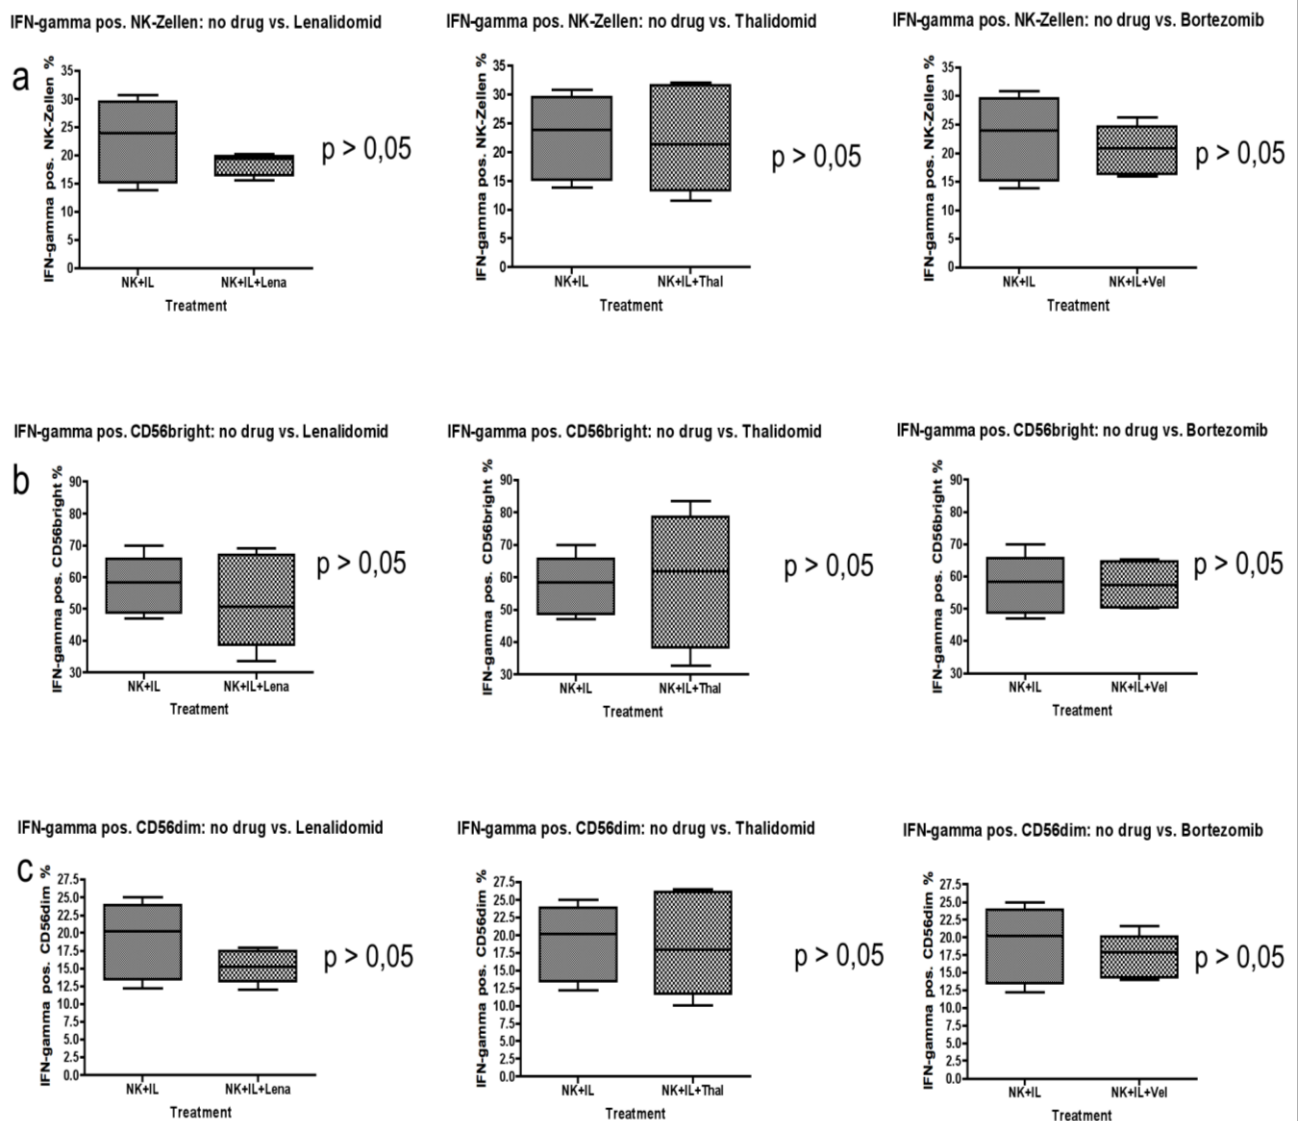 IFN-gamma pos. NK-Zellen: no drug vs. Lenalidomid
IFN-gamma pos. NK-Zellen: no drug vs. Thalidomid
IFN-gamma pos. NK-Zellen: no drug vs. Bortezomib
a
IFN-gamma pos. NK-Zellen %
35
30
25
20
15
10
5
0
NK+IL
NK+IL+Lena
Treatment
p > 0,05
IFN-gamma pos. NK-Zellen %
35
30
25
20
15
10
5
0
NK+IL
NK+IL+Thal
Treatment
p > 0,05
IFN-gamma pos. NK-Zellen %
35
30
25
20
15
10
5
0
NK+IL
NK+IL+Vel
Treatment
p > 0,05
IFN-gamma pos. CD56bright: no drug vs. Lenalidomid
IFN-gamma pos. CD56bright: no drug vs. Thalidomid
IFN-gamma pos. CD56bright: no drug vs. Bortezomib
b
IFN-gamma pos. CD56bright %
90
80
70
60
50
40
30
NK+IL
NK+IL+Lena
Treatment
p > 0,05
IFN-gamma pos. CD56bright %
90
80
70
60
50
40
30
NK+IL
NK+IL+Thal
Treatment
p > 0,05
IFN-gamma pos. CD56bright %
90
80
70
60
50
40
30
NK+IL
NK+IL+Vel
Treatment
p > 0,05
IFN-gamma pos. CD56dim: no drug vs. Lenalidomid
IFN-gamma pos. CD56dim: no drug vs. Thalidomid
IFN-gamma pos. CD56dim: no drug vs. Bortezomib
c
IFN-gamma pos. CD56dim %
27.5
25.0
22.5
20.0
17.5
15.0
12.5
10.0
7.5
5.0
2.5
0.0
NK+IL
NK+IL+Lena
Treatment
p > 0,05
IFN-gamma pos. CD56dim %
27.5
25.0
22.5
20.0
17.5
15.0
12.5
10.0
7.5
5.0
2.5
0.0
NK+IL
NK+IL+Thal
Treatment
p > 0,05
IFN-gamma pos. CD56dim %
27.5
25.0
22.5
20.0
17.5
15.0
12.5
10.0
7.5
5.0
2.5
0.0
NK+IL
NK+IL+Vel
Treatment
p > 0,05